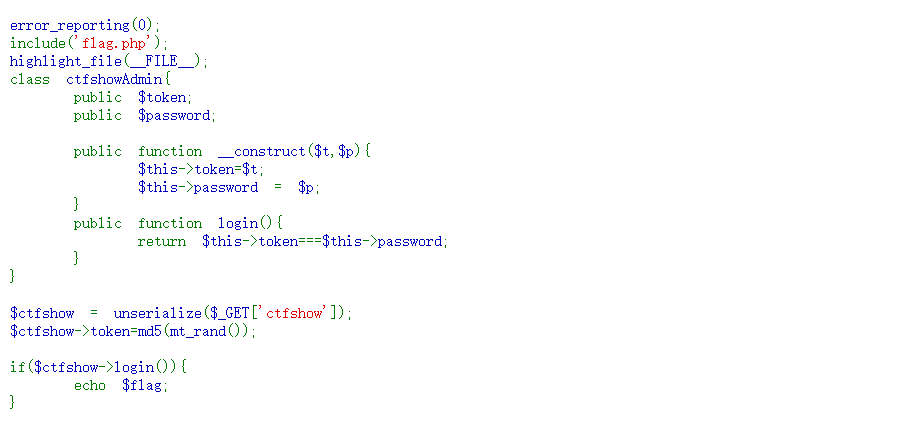 error_reporting(0);
include('flag.php');
highlight_file(__FILE__);
class ctfshowAdmin{
public $token;
public $password;
public function __construct($t,$p){
$this->token=$t;
$this->password = $p;
}
public function login(){
return $this->token===$this->password;
}
}
$ctfshow = unserialize($_GET['ctfshow']);
$ctfshow->token=md5(mt_rand());
if($ctfshow->login()){
echo $flag;
}